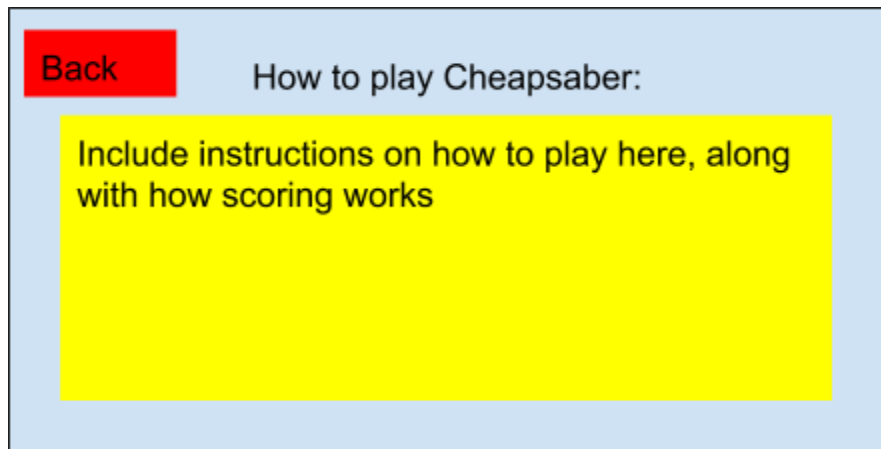 Back
How to play Cheapsaber:
Include instructions on how to play here, along
with how scoring works